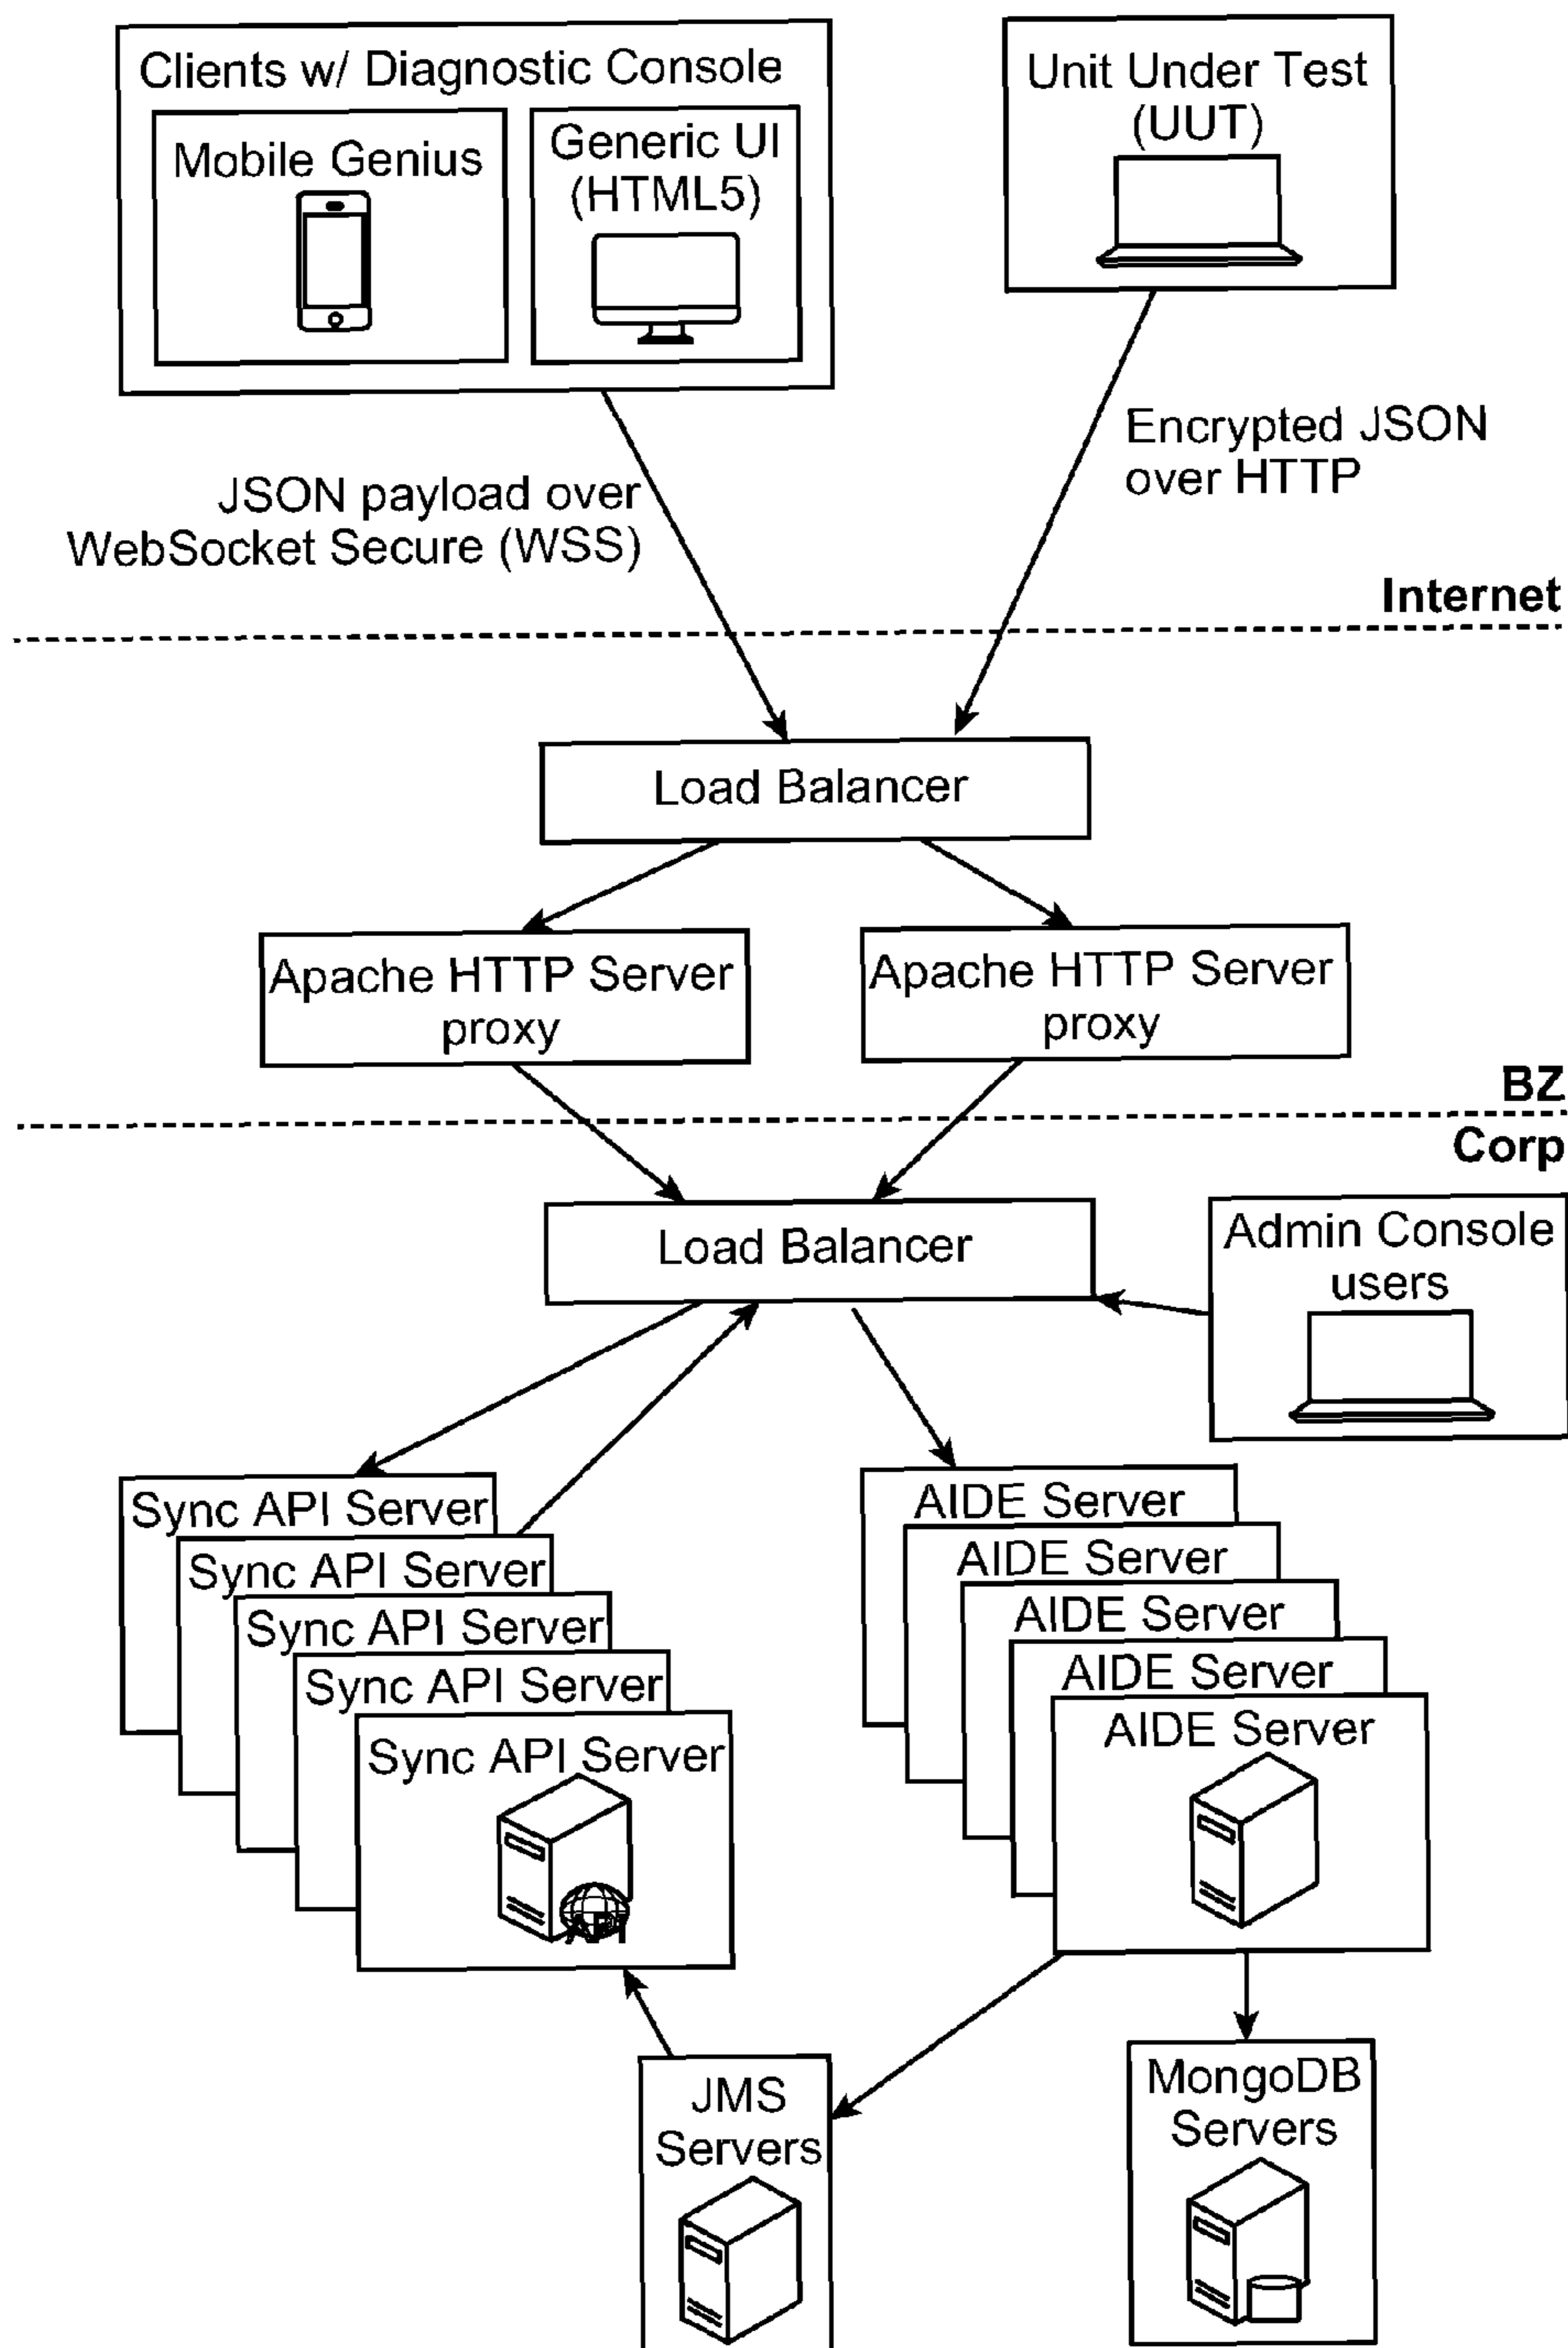 Clients w/ Diagnostic Console
Mobile Genius
Generic UI
(HTML5)
Unit Under Test
(UUT)
JSON payload over
WebSocket Secure (WSS)
Encrypted JSON
over HTTP
Internet
Load Balancer
Apache HTTP Server
proxy
Apache HTTP Server
proxy
BZ
Corp
Load Balancer
Admin Console
users
Sync API Server
Sync API Server
Sync API Server
Sync API Server
Sync API Server
API
AIDE Server
AIDE Server
AIDE Server
AIDE Server
AIDE Server
JMS
Servers
MongoDB
Servers